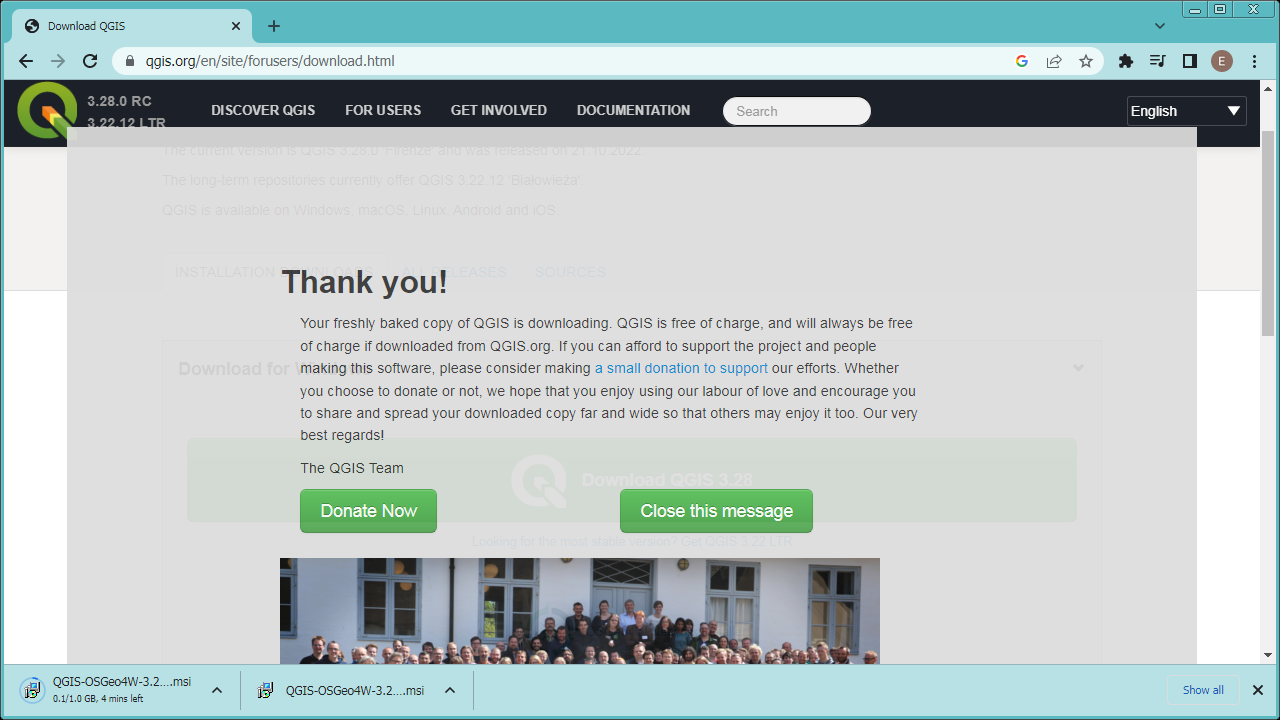 Download QGIS
qgis.org/en/site/forusers/download.html
E
3.28.0 RC
3.22.12 LTR
DISCOVER QGIS
FOR USERS
GET INVOLVED
DOCUMENTATION
Search
English
The current version is QGIS 3.28.0 'Firenze' and was released on 21.10.2022.
The long-term repositories currently offer QGIS 3.22.12 'Białowieża'.
QGIS is available on Windows, macOS, Linux, Android and iOS.
INSTALLATION DOWNLOADS
ALL RELEASES
SOURCES
Thank you!
Your freshly baked copy of QGIS is downloading. QGIS is free of charge, and will always be free
of charge if downloaded from QGIS.org. If you can afford to support the project and people
making this software, please consider making a small donation to support our efforts. Whether
you choose to donate or not, we hope that you enjoy using our labour of love and encourage you
to share and spread your downloaded copy far and wide so that others may enjoy it too. Our very
best regards!
Download for Windows
The QGIS Team
Download QGIS 3.28
Donate Now
Close this message
Looking for the most stable version? Get QGIS 3.22 LTR
QGIS-OSGeo4W-3.2....msi
0.1/1.0 GB, 4 mins left
QGIS-OSGeo4W-3.2....msi
Show all